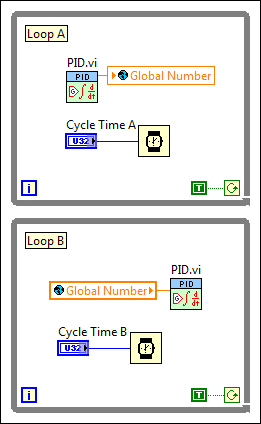 Loop A
PID.vi
PID
Global Number
Cycle Time A
U32
i
T
Loop B
PID.vi
Global Number
PID
Cycle Time B
U32
i
T